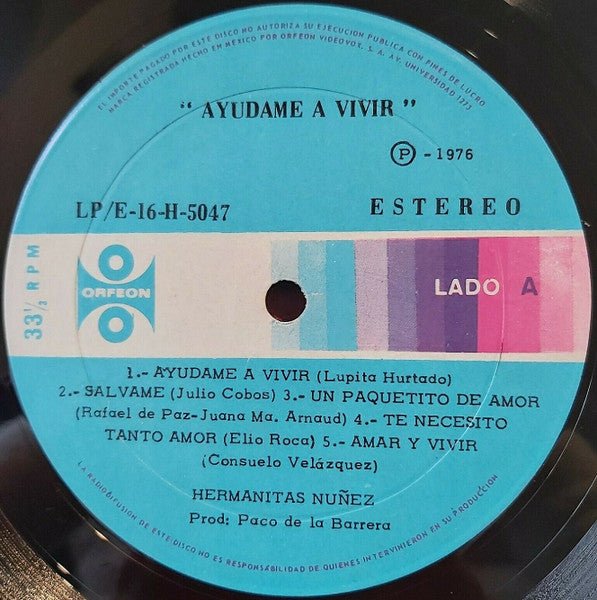 EL IMPORTE PAGADO POR ESTE DISCO NO AUTORIZA SU EJECUCION PUBLICA CON FINES DE LUCRO
MARCA REGISTRADA HECHO EN MEXICO POR ORFEON VIDEOVOX, S. A. AV. UNIVERSIDAD 1273
" AYUDAME A VIVIR "
P - 1976
LP/E-16-H-5047
ESTEREO
33⅓ RPM
ORFEON
LADO A
1.- AYUDAME A VIVIR (Lupita Hurtado)
2.- SALVAME (Julio Cobos) 3.- UN PAQUETITO DE AMOR
(Rafael de Paz-Juana Ma. Arnaud) 4.- TE NECESITO
TANTO AMOR (Elio Roca) 5.- AMAR Y VIVIR
(Consuelo Velázquez)
HERMANITAS NUÑEZ
Prod: Paco de la Barrera
LA RADIODIFUSION DE ESTE DISCO NO ES RESPONSABILIDAD DE QUIENES INTERVINIERON EN SU PRODUCCION